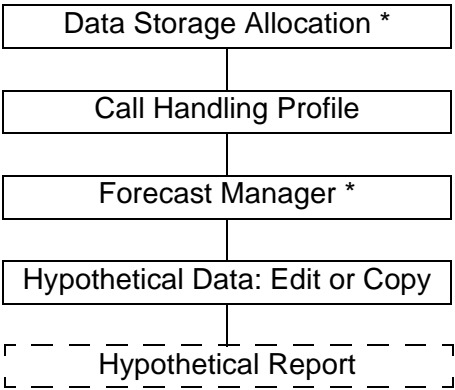 Data Storage Allocation *
Call Handling Profile
Forecast Manager *
Hypothetical Data: Edit or Copy
Hypothetical Report